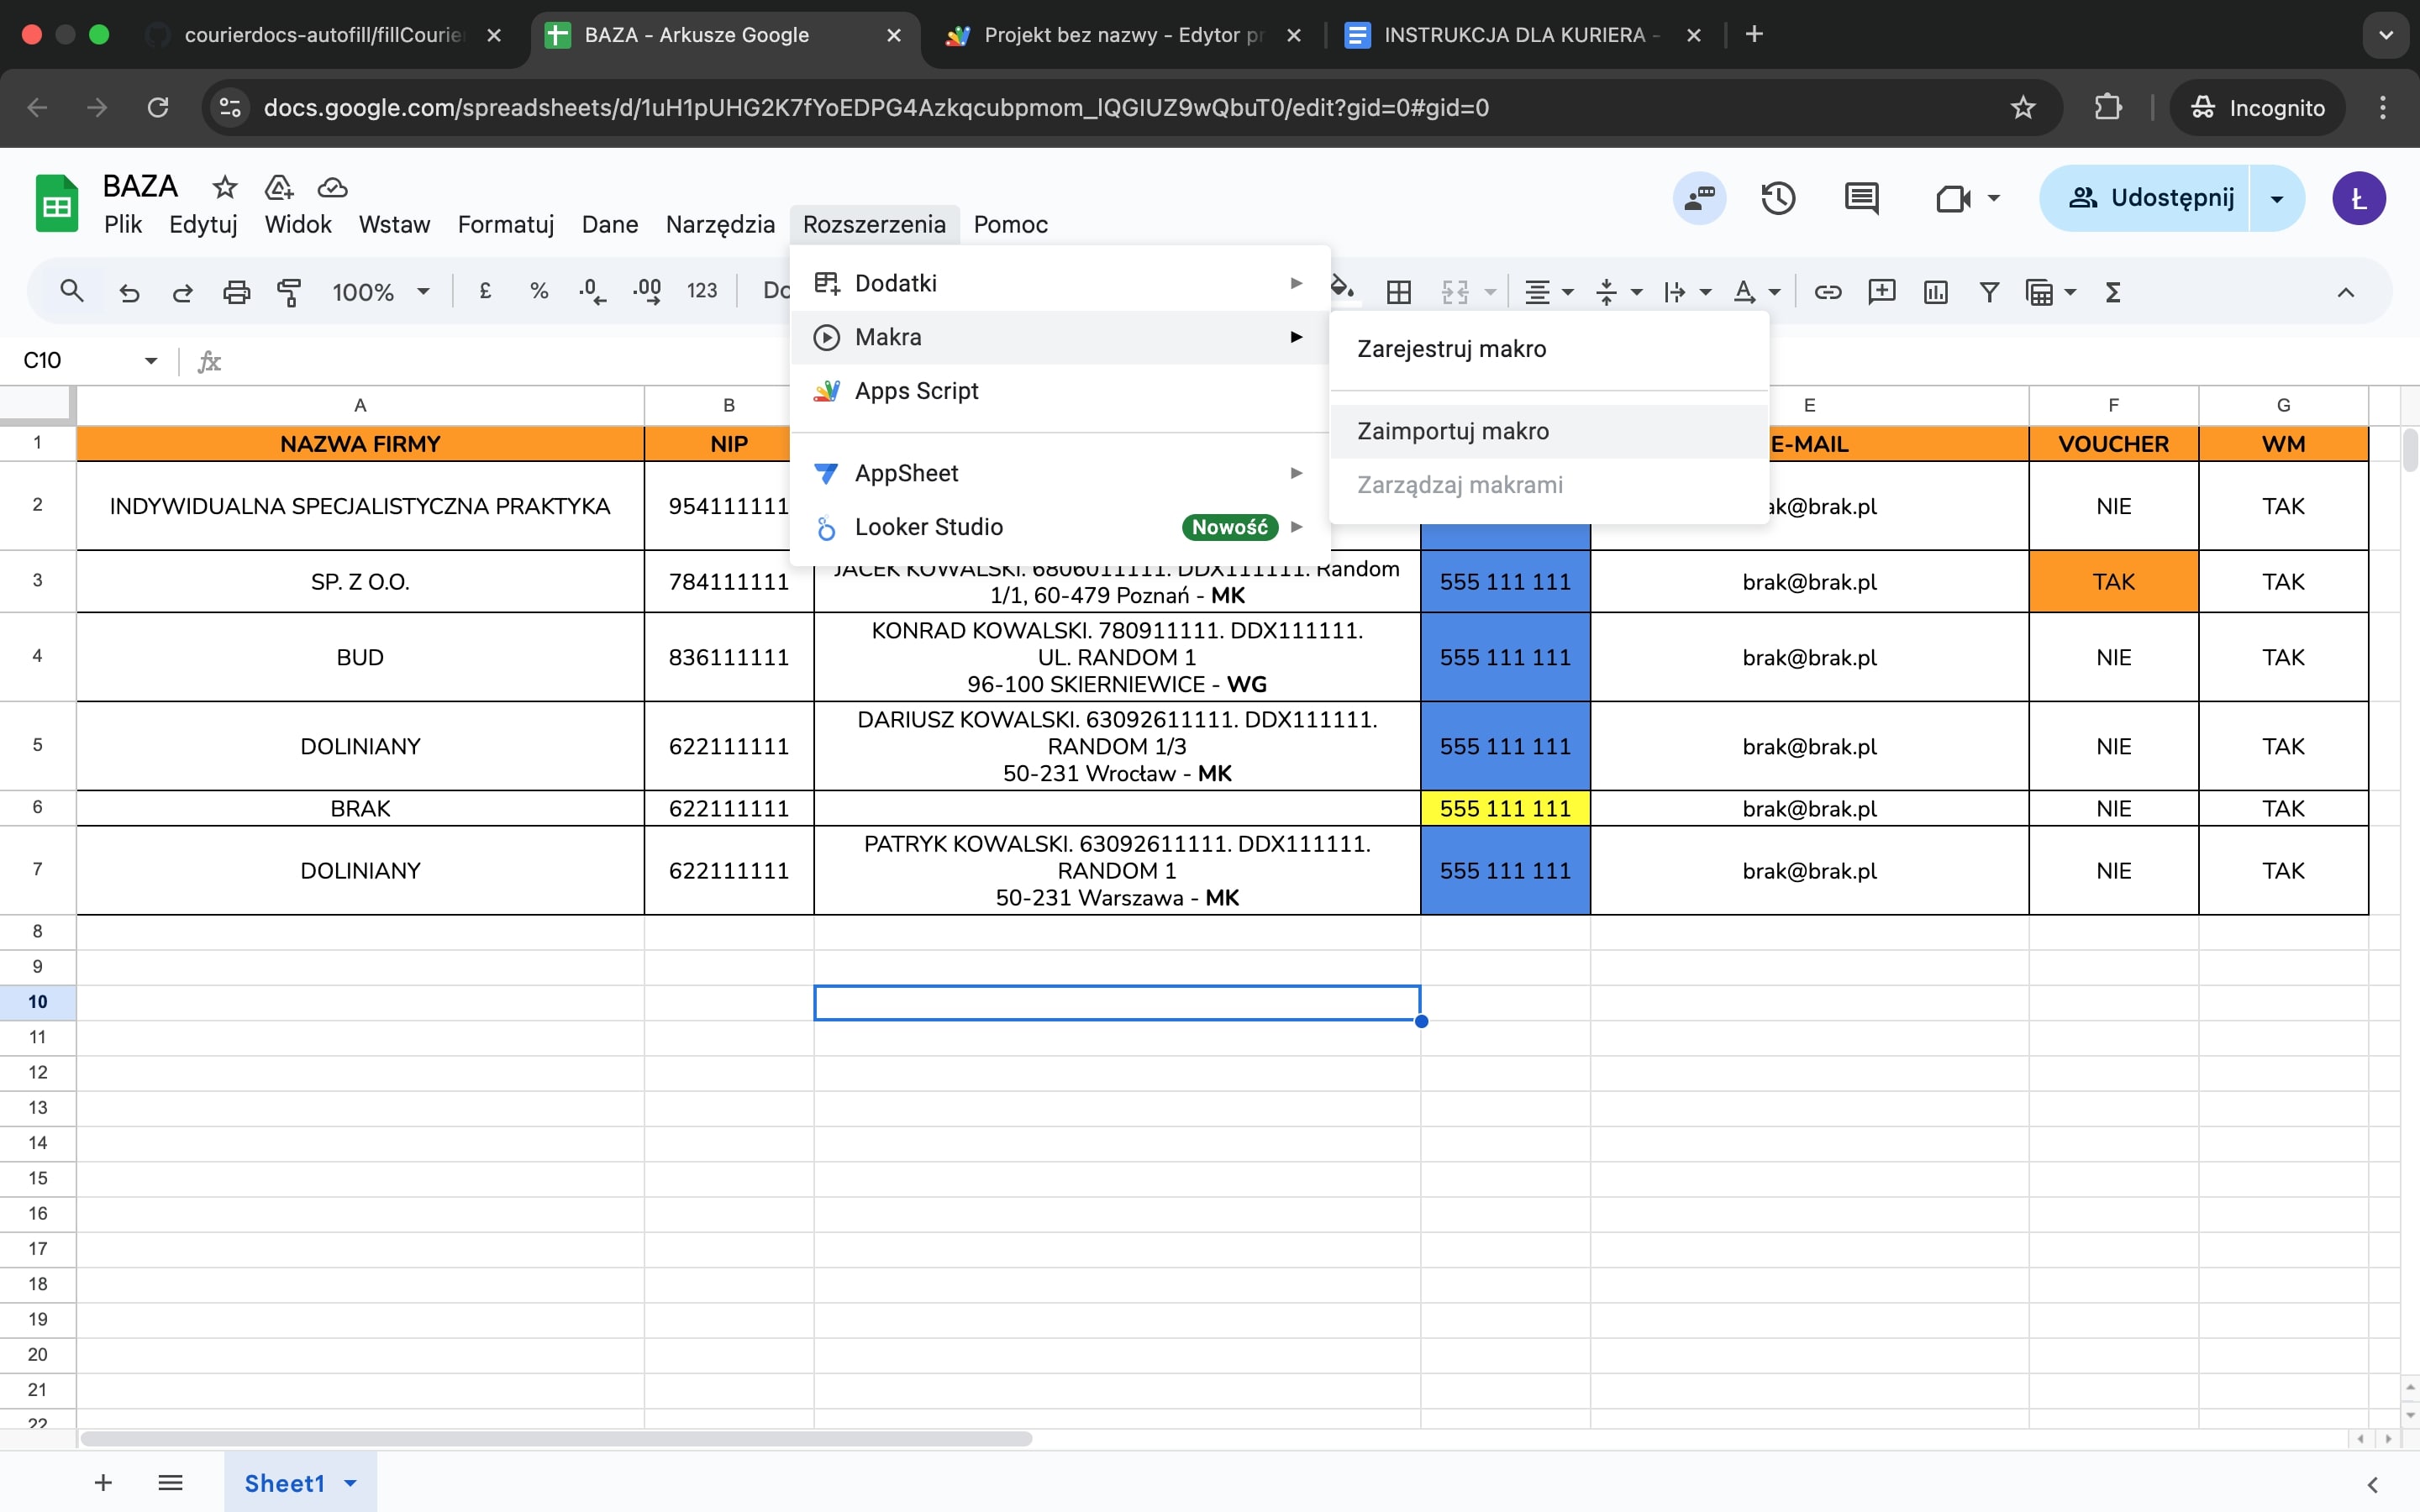 courierdocs-autofill/fillCourie
BAZA - Arkusze Google
Projekt bez nazwy - Edytor pr
INSTRUKCJA DLA KURIERA -
docs.google.com/spreadsheets/d/1uH1pUHG2K7fYoEDPG4Azkqcubpmom_lQGIUZ9wQbuT0/edit?gid=0#gid=0
Incognito
BAZA
Plik Edytuj Widok Wstaw Formatuj Dane Narzędzia Rozszerzenia Pomoc
Udostępnij
Ł
100% £ % .0 .00 123 Do
Dodatki
Makra
Apps Script
AppSheet
Looker Studio Nowość
Zarejestruj makro
Zaimportuj makro
Zarządzaj makrami
C10 fx
A B E F G
1 NAZWA FIRMY NIP E-MAIL VOUCHER WM
2 INDYWIDUALNA SPECJALISTYCZNA PRAKTYKA 954111111 ak@brak.pl NIE TAK
3 SP. Z O.O. 784111111 JACEK KOWALSKI. 6806011111. DDX111111. Random
1/1, 60-479 Poznań - MK 555 111 111 brak@brak.pl TAK TAK
4 BUD 836111111 KONRAD KOWALSKI. 780911111. DDX111111.
UL. RANDOM 1
96-100 SKIERNIEWICE - WG 555 111 111 brak@brak.pl NIE TAK
5 DOLINIANY 622111111 DARIUSZ KOWALSKI. 63092611111. DDX111111.
RANDOM 1/3
50-231 Wrocław - MK 555 111 111 brak@brak.pl NIE TAK
6 BRAK 622111111 555 111 111 brak@brak.pl NIE TAK
7 DOLINIANY 622111111 PATRYK KOWALSKI. 63092611111. DDX111111.
RANDOM 1
50-231 Warszawa - MK 555 111 111 brak@brak.pl NIE TAK
8
9
10
11
12
13
14
15
16
17
18
19
20
21
22
Sheet1